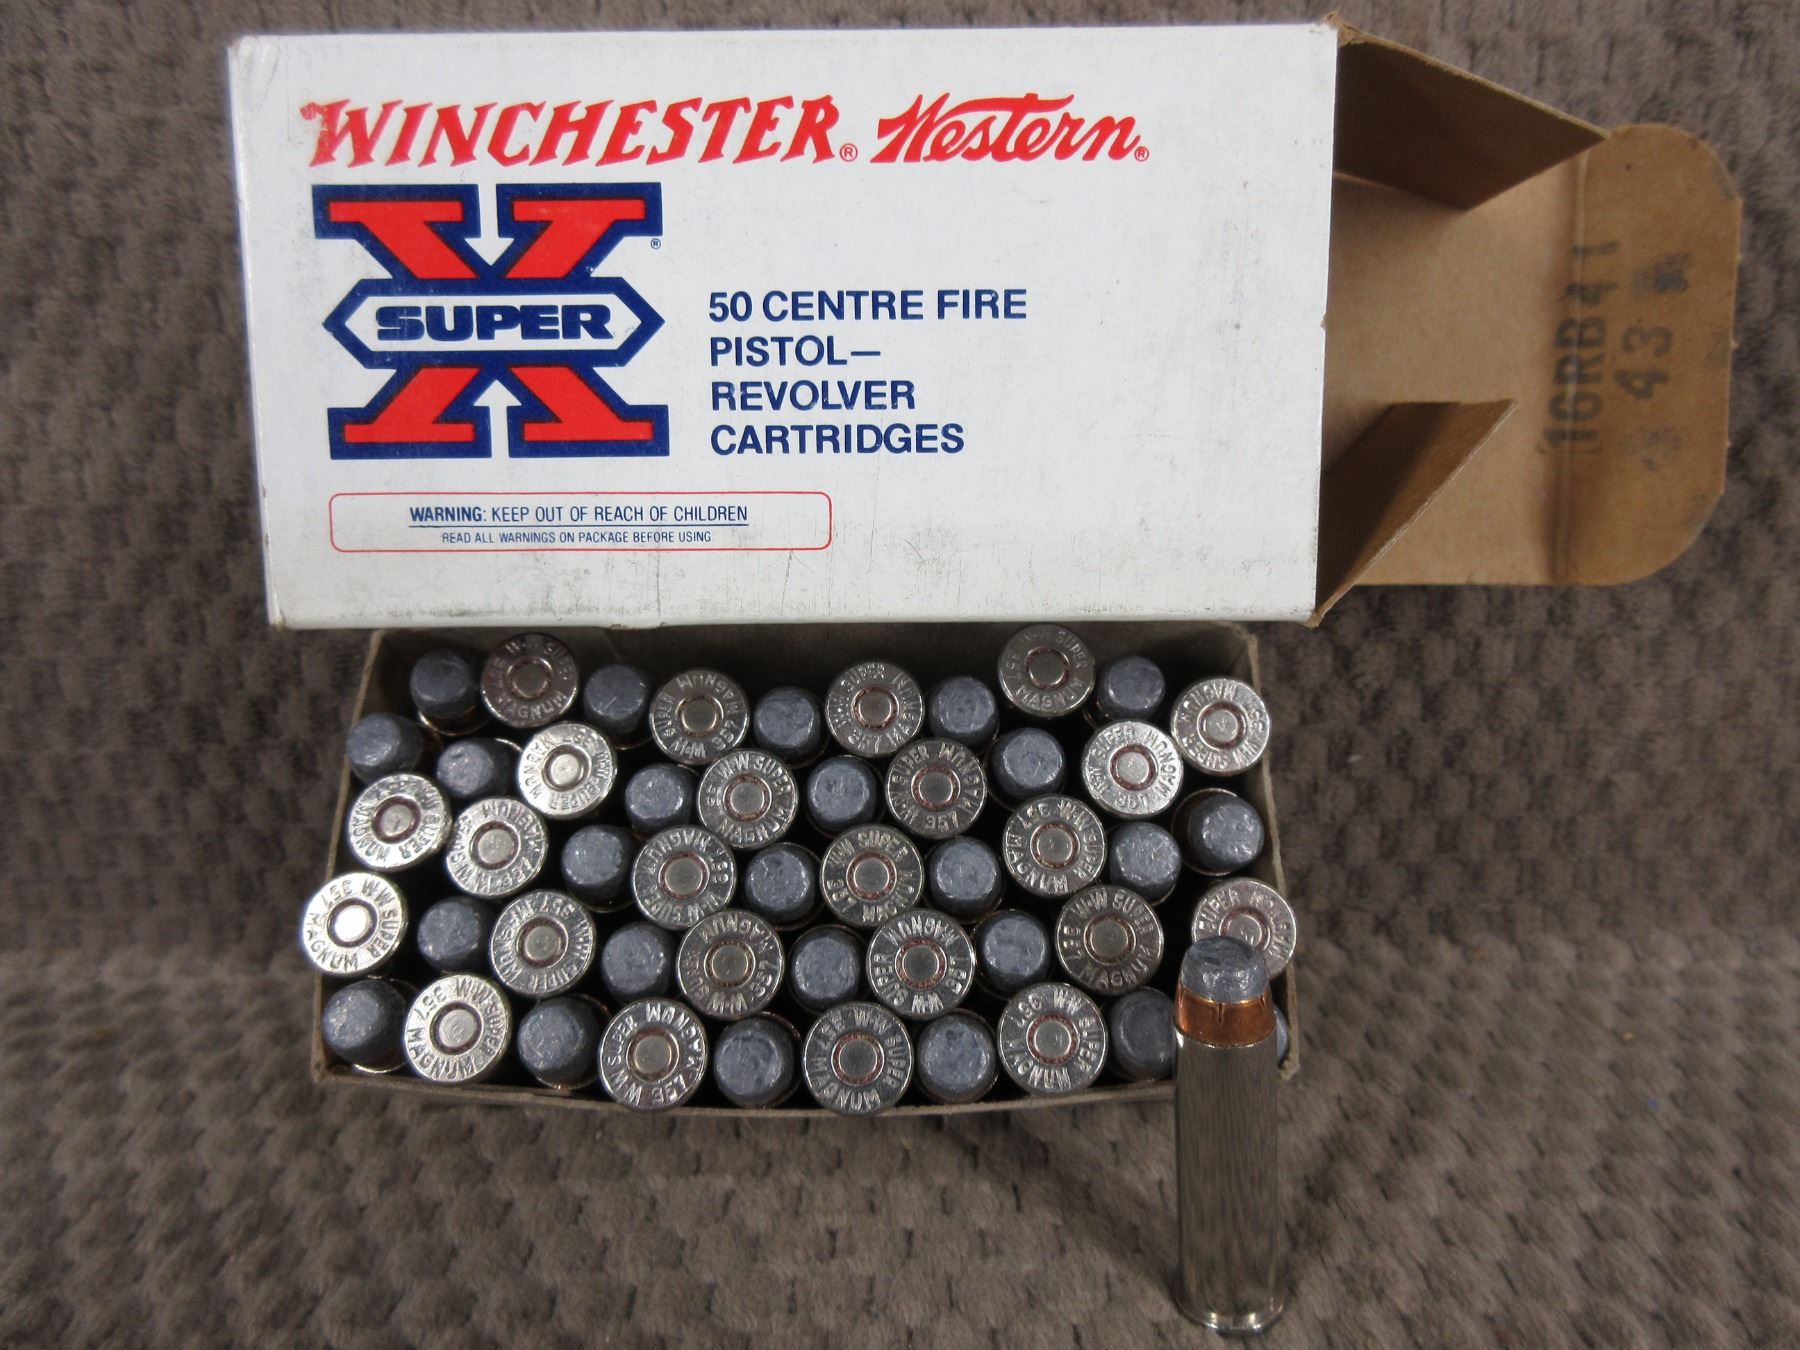 WINCHESTER® Western®
SUPER X ®
50 CENTRE FIRE
PISTOL—
REVOLVER
CARTRIDGES
WARNING: KEEP OUT OF REACH OF CHILDREN
READ ALL WARNINGS ON PACKAGE BEFORE USING
16RB41
43
W-W SUPER
357 MAGNUM